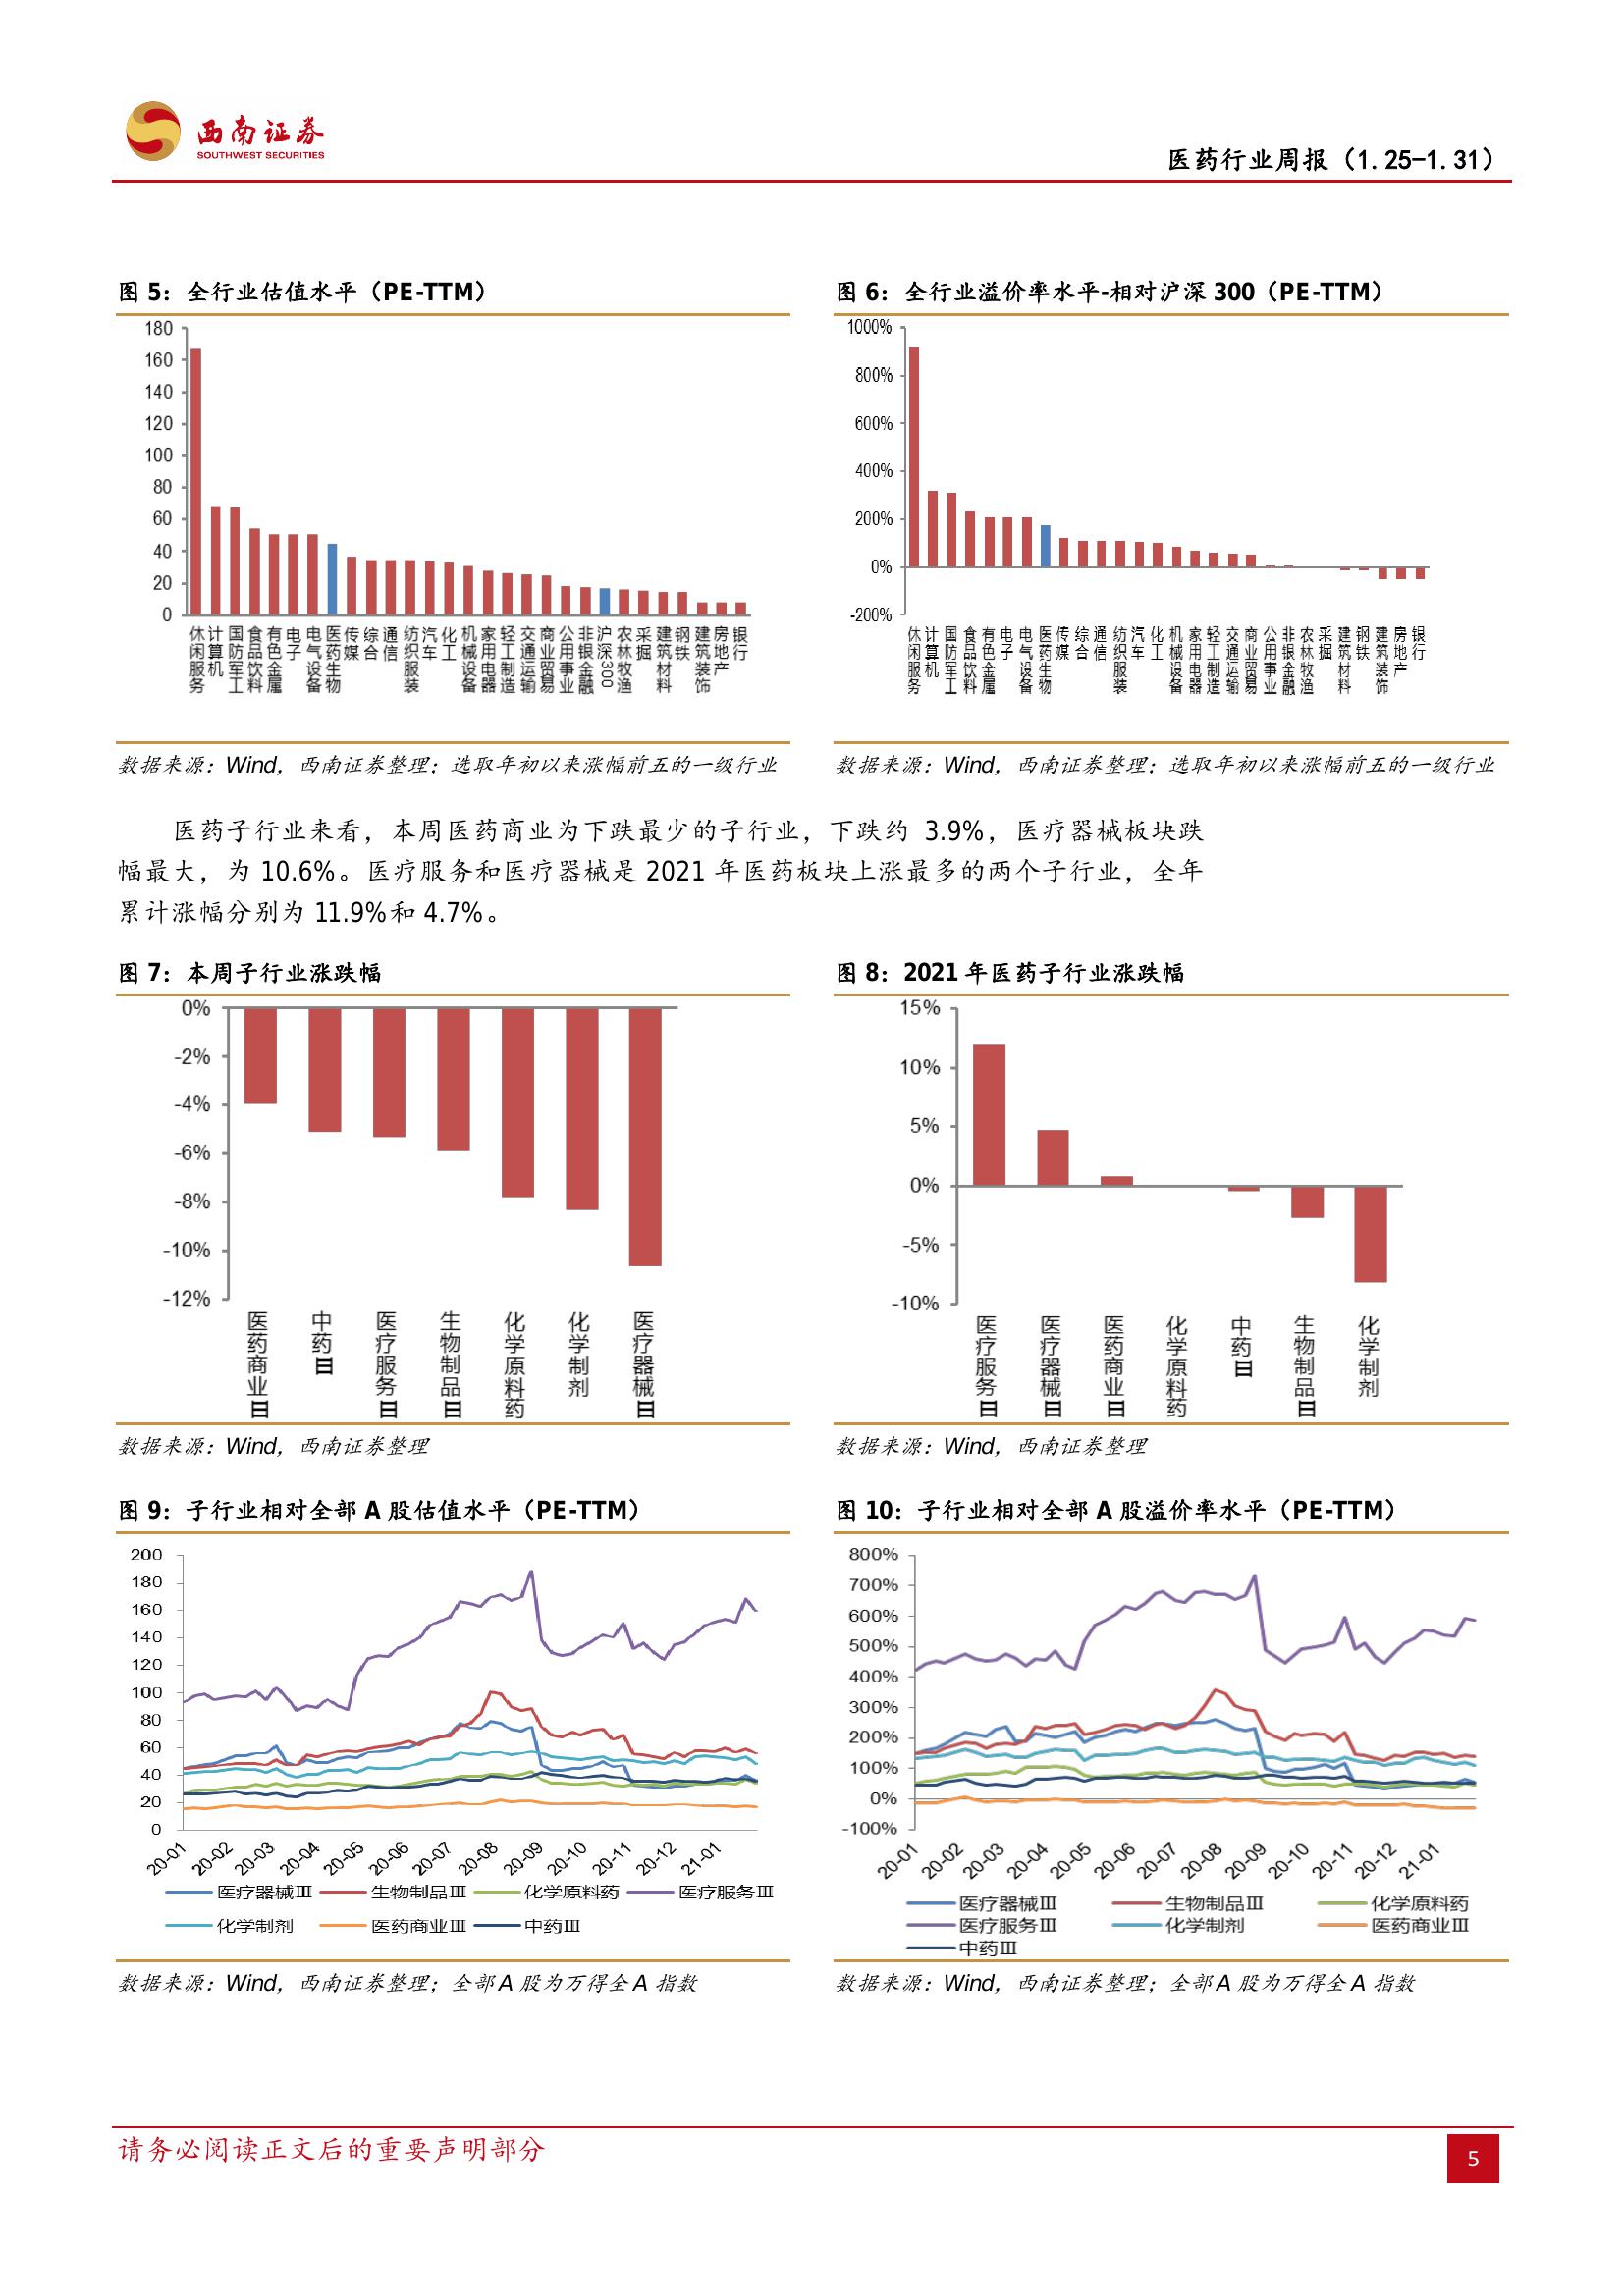 西南证券
SOUTHWEST SECURITIES
医药行业周报（1.25-1.31）
图 5：全行业估值水平（PE-TTM）
180
160
140
120
100
80
60
40
20
0
休闲服务
计算机
国防军工
食品饮料
有色金属
电子
电气设备
医药生物
传媒
综合
通信
纺织服装
汽车
化工
机械设备
家用电器
轻工制造
交通运输
商业贸易
公用事业
非银金融
沪深300
农林牧渔
采掘
建筑材料
钢铁
建筑装饰
房地产
银行
数据来源：Wind，西南证券整理；选取年初以来涨幅前五的一级行业
图 6：全行业溢价率水平-相对沪深 300（PE-TTM）
1000%
800%
600%
400%
200%
0%
-200%
休闲服务
计算机
国防军工
食品饮料
有色金属
电子
电气设备
医药生物
传媒
综合
通信
纺织服装
汽车
化工
机械设备
家用电器
轻工制造
交通运输
商业贸易
公用事业
非银金融
农林牧渔
采掘
建筑材料
钢铁
建筑装饰
房地产
银行
数据来源：Wind，西南证券整理；选取年初以来涨幅前五的一级行业
医药子行业来看，本周医药商业为下跌最少的子行业，下跌约 3.9%，医疗器械板块跌
幅最大，为 10.6%。医疗服务和医疗器械是 2021 年医药板块上涨最多的两个子行业，全年
累计涨幅分别为 11.9%和 4.7%。
图 7：本周子行业涨跌幅
0%
-2%
-4%
-6%
-8%
-10%
-12%
医药商业Ⅲ
中药Ⅲ
医疗服务Ⅲ
生物制品Ⅲ
化学原料药
化学制剂
医疗器械Ⅲ
数据来源：Wind，西南证券整理
图 8：2021 年医药子行业涨跌幅
15%
10%
5%
0%
-5%
-10%
医疗服务Ⅲ
医疗器械Ⅲ
医药商业Ⅲ
化学原料药
中药Ⅲ
生物制品Ⅲ
化学制剂
数据来源：Wind，西南证券整理
图 9：子行业相对全部 A 股估值水平（PE-TTM）
200
180
160
140
120
100
80
60
40
20
0
20-01 20-02 20-03 20-04 20-05 20-06 20-07 20-08 20-09 20-10 20-11 20-12 21-01
医疗器械Ⅲ 生物制品Ⅲ 化学原料药 医疗服务Ⅲ
化学制剂 医药商业Ⅲ 中药Ⅲ
数据来源：Wind，西南证券整理；全部 A 股为万得全 A 指数
图 10：子行业相对全部 A 股溢价率水平（PE-TTM）
800%
700%
600%
500%
400%
300%
200%
100%
0%
-100%
20-01 20-02 20-03 20-04 20-05 20-06 20-07 20-08 20-09 20-10 20-11 20-12 21-01
医疗器械Ⅲ 生物制品Ⅲ 化学原料药
医疗服务Ⅲ 化学制剂 医药商业Ⅲ
中药Ⅲ
数据来源：Wind，西南证券整理；全部 A 股为万得全 A 指数
请务必阅读正文后的重要声明部分
5